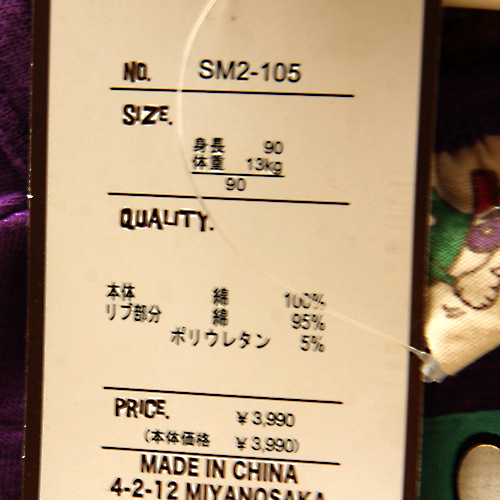 NO. SM2-105
SIZE.
身長 90
体重 13kg
90
QUALITY.
本体 綿 100%
リブ部分 綿 95%
ポリウレタン 5%
PRICE. ¥3,990
(本体価格 ¥3,990)
MADE IN CHINA
4-2-12 MIYANOSAKA